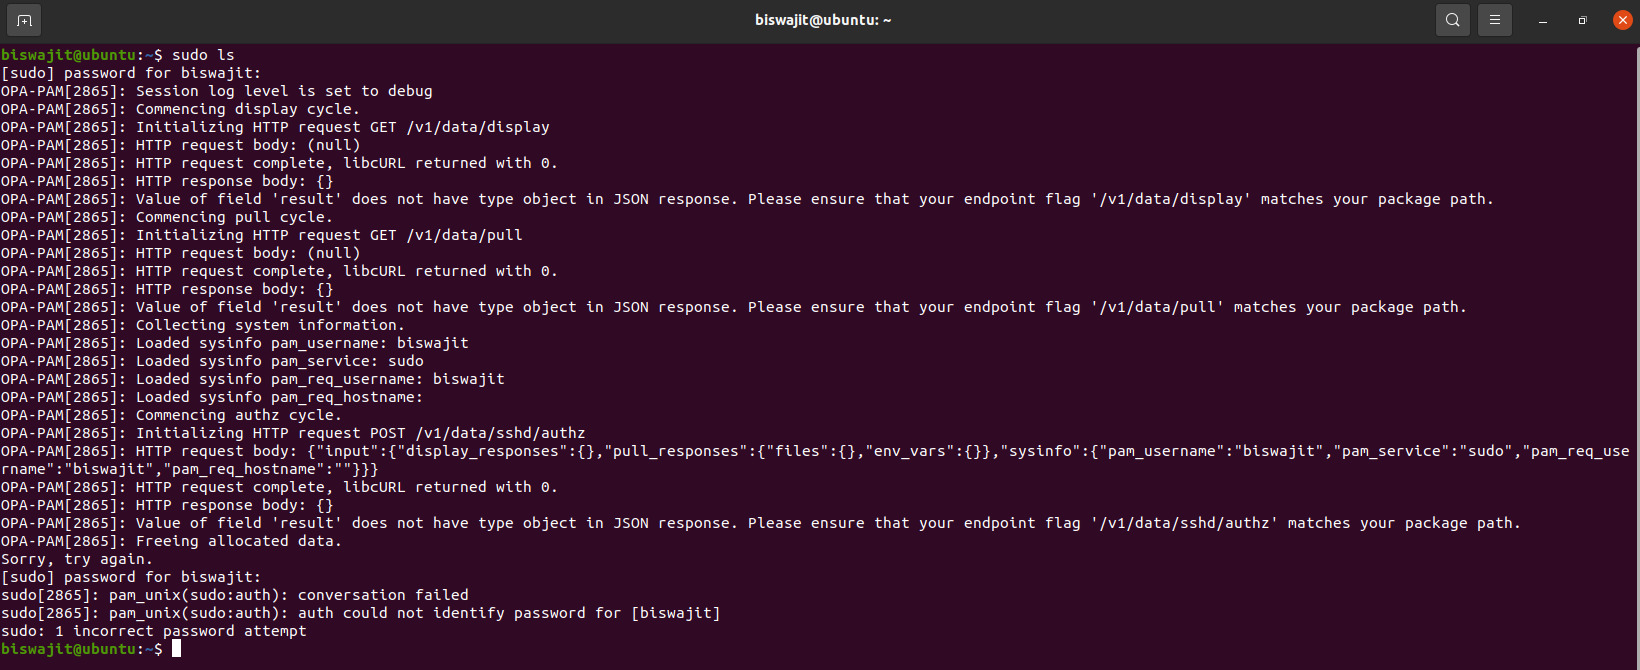 biswajit@ubuntu: ~
biswajit@ubuntu:~$ sudo ls
[sudo] password for biswajit:
OPA-PAM[2865]: Session log level is set to debug
OPA-PAM[2865]: Commencing display cycle.
OPA-PAM[2865]: Initializing HTTP request GET /v1/data/display
OPA-PAM[2865]: HTTP request body: (null)
OPA-PAM[2865]: HTTP request complete, libcURL returned with 0.
OPA-PAM[2865]: HTTP response body: {}
OPA-PAM[2865]: Value of field 'result' does not have type object in JSON response. Please ensure that your endpoint flag '/v1/data/display' matches your package path.
OPA-PAM[2865]: Commencing pull cycle.
OPA-PAM[2865]: Initializing HTTP request GET /v1/data/pull
OPA-PAM[2865]: HTTP request body: (null)
OPA-PAM[2865]: HTTP request complete, libcURL returned with 0.
OPA-PAM[2865]: HTTP response body: {}
OPA-PAM[2865]: Value of field 'result' does not have type object in JSON response. Please ensure that your endpoint flag '/v1/data/pull' matches your package path.
OPA-PAM[2865]: Collecting system information.
OPA-PAM[2865]: Loaded sysinfo pam_username: biswajit
OPA-PAM[2865]: Loaded sysinfo pam_service: sudo
OPA-PAM[2865]: Loaded sysinfo pam_req_username: biswajit
OPA-PAM[2865]: Loaded sysinfo pam_req_hostname:
OPA-PAM[2865]: Commencing authz cycle.
OPA-PAM[2865]: Initializing HTTP request POST /v1/data/sshd/authz
OPA-PAM[2865]: HTTP request body: {"input":{"display_responses":{},"pull_responses":{"files":{},"env_vars":{}},"sysinfo":{"pam_username":"biswajit","pam_service":"sudo","pam_req_use
rname":"biswajit","pam_req_hostname":""}}}
OPA-PAM[2865]: HTTP request complete, libcURL returned with 0.
OPA-PAM[2865]: HTTP response body: {}
OPA-PAM[2865]: Value of field 'result' does not have type object in JSON response. Please ensure that your endpoint flag '/v1/data/sshd/authz' matches your package path.
OPA-PAM[2865]: Freeing allocated data.
Sorry, try again.
[sudo] password for biswajit:
sudo[2865]: pam_unix(sudo:auth): conversation failed
sudo[2865]: pam_unix(sudo:auth): auth could not identify password for [biswajit]
sudo: 1 incorrect password attempt
biswajit@ubuntu:~$